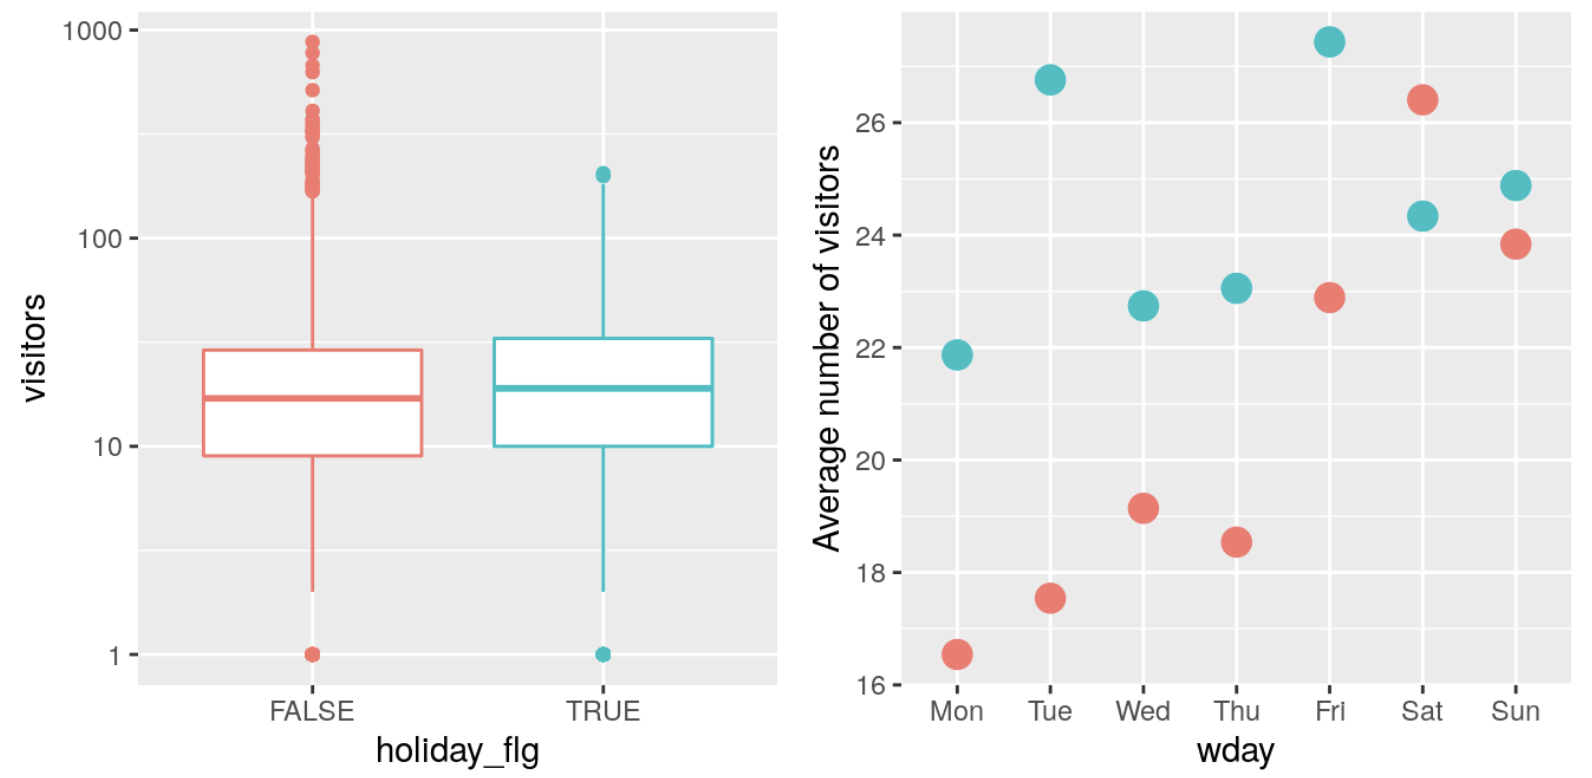 visitors
1000
100
10
1
FALSE
TRUE
holiday_flg
Average number of visitors
26
24
22
20
18
16
Mon
Tue
Wed
Thu
Fri
Sat
Sun
wday